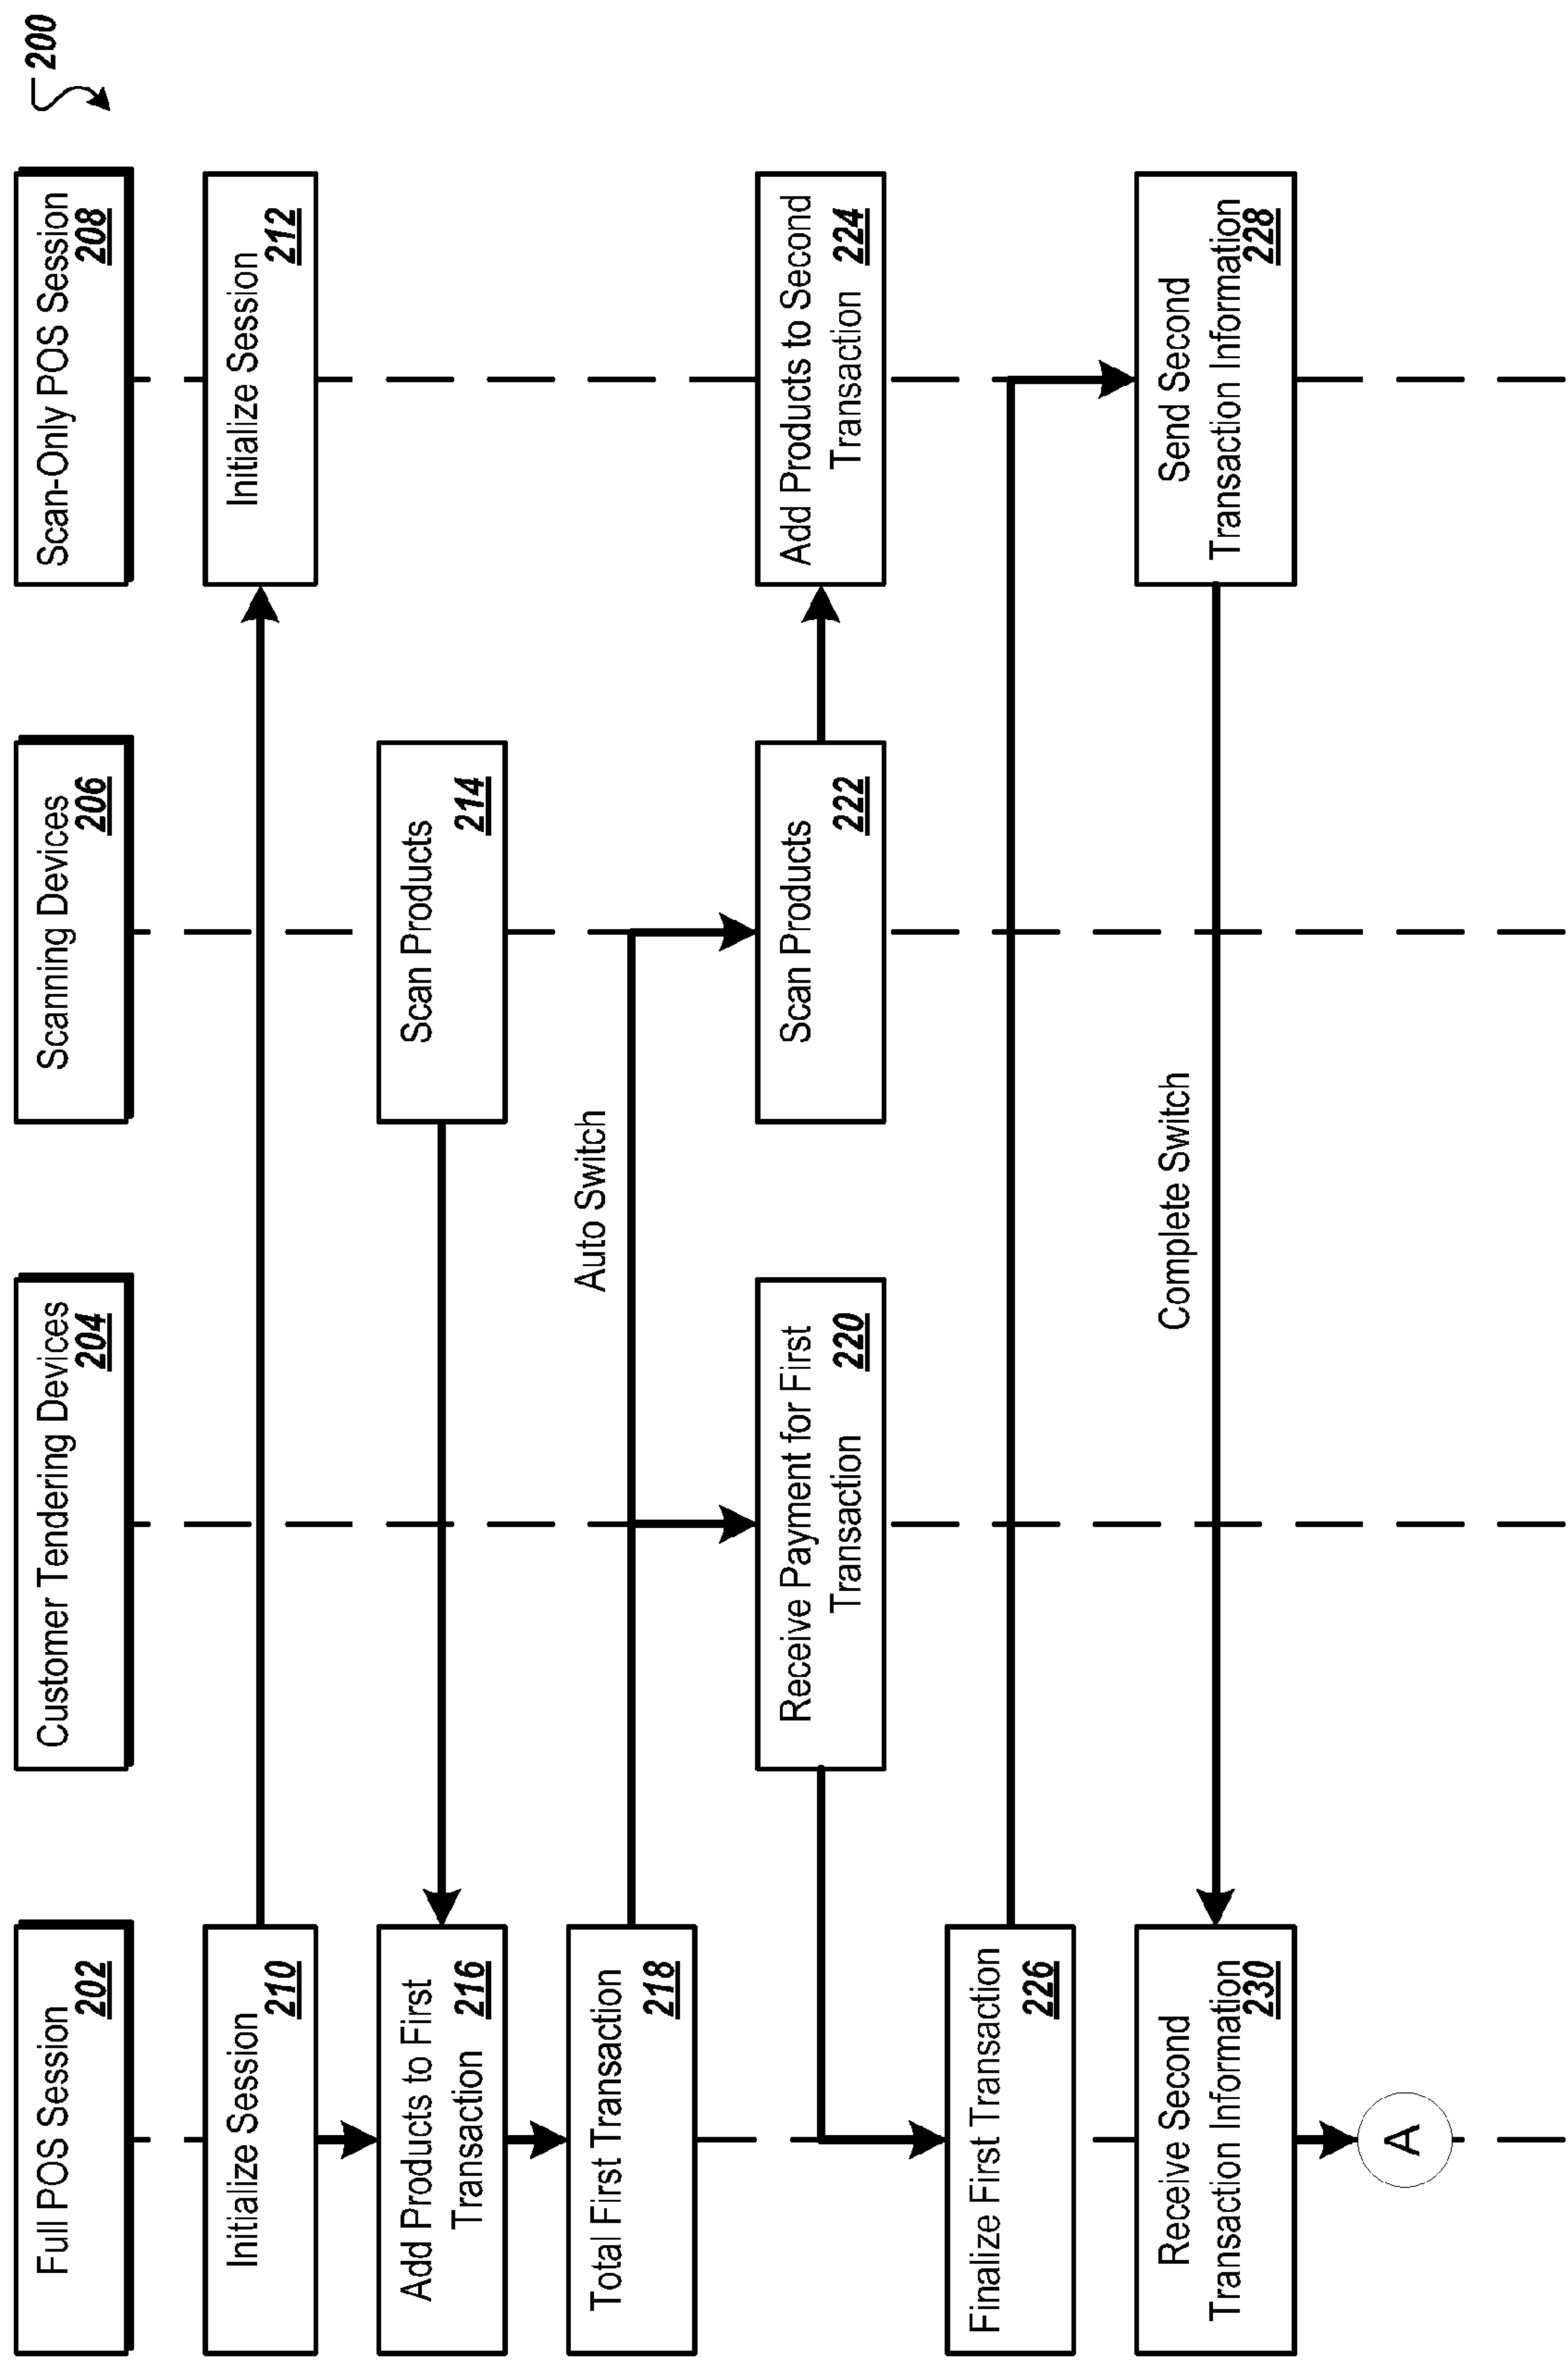 200
Full POS Session
202
Customer Tendering Devices
204
Scanning Devices
206
Scan-Only POS Session
208
Initialize Session
210
Initialize Session
212
Add Products to First
Transaction 216
Scan Products
214
Total First Transaction
218
Auto Switch
Receive Payment for First
Transaction 220
Scan Products
222
Add Products to Second
Transaction 224
Finalize First Transaction
226
Receive Second
Transaction Information
230
Complete Switch
Send Second
Transaction Information
228
A